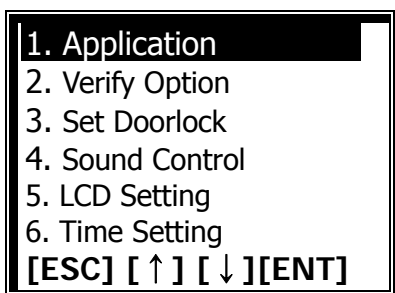 1. Application
2. Verify Option
3. Set Doorlock
4. Sound Control
5. LCD Setting
6. Time Setting
[ESC] [↑] [↓][ENT]